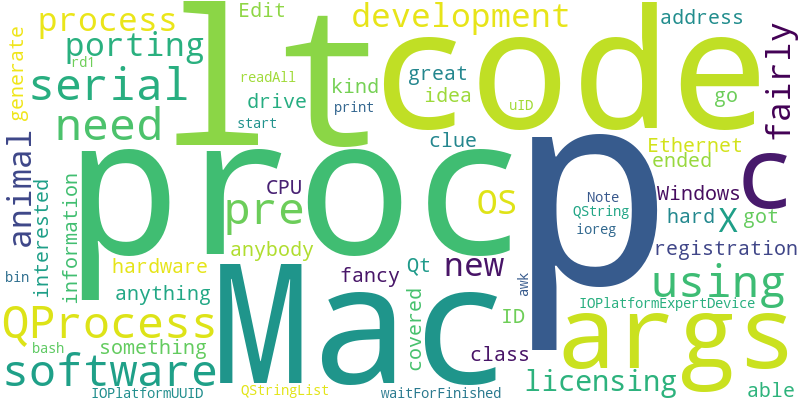 process
Edit
development
address
porting
rd1
lt
code
fairly
generate
serial
readAll
kind
great
drive
print
idea
uID
go
need
start
clue
Ethernet
ended
animal
proc
p
c
CPU
Note
Windows
interested
information
pre
OS
QString
hard
X
got
ioreg
anybody
registration
hardware
Qt
new
bin
anything
fancy
awk
using
Mac
covered
IOPlatformExpertDevice
QProcess
ID
args
bash
something
class
software
licensing
IOPlatformUUID
QStringList
waitForFinished
able